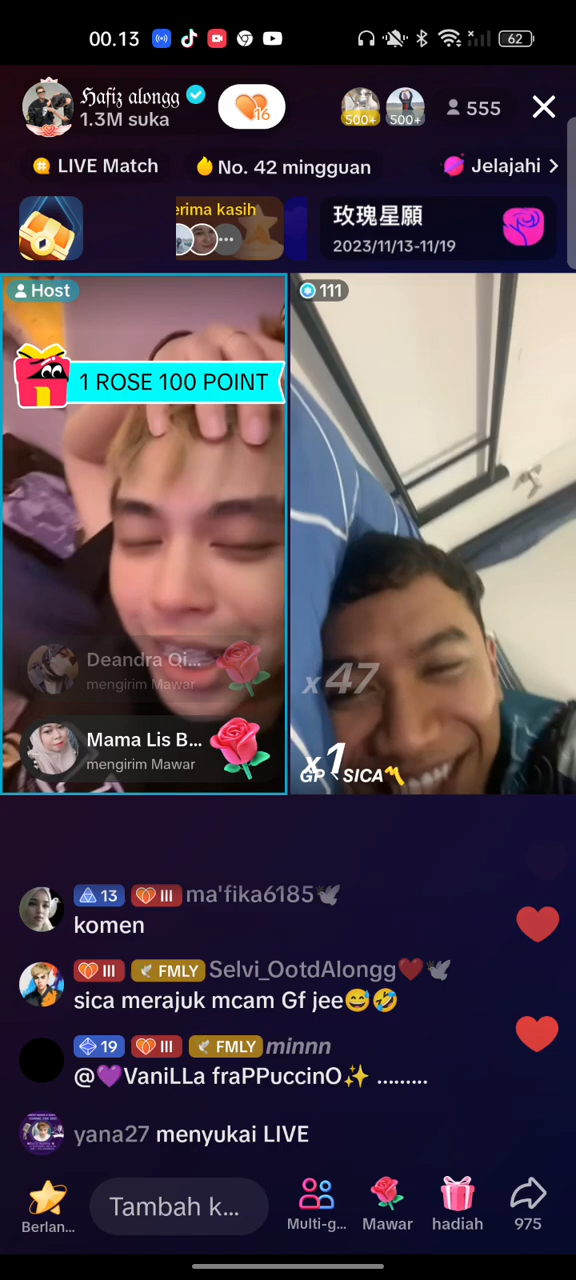 00.13
62
ℌ𝔞𝔣𝔦𝔷 𝔞𝔩𝔬𝔫𝔤𝔤
1.3M suka
16
500+
500+
555
LIVE Match
No. 42 mingguan
Jelajahi
erima kasih
玫瑰星願
2023/11/13-11/19
Host
111
1 ROSE 100 POINT
Deandra Qi...
mengirim Mawar
x47
Mama Lis B...
mengirim Mawar
x1
SICA
13 III ma'fika6185🕊
komen
III FMLY Selvi_OotdAlongg❤️🕊
sica merajuk mcam Gf jee😅🤣
19 III FMLY minnn
@💜VaniLLa fraPPuccinO✨ .........
yana27 menyukai LIVE
Berlan...
Tambah k...
Multi-g...
Mawar
hadiah
975